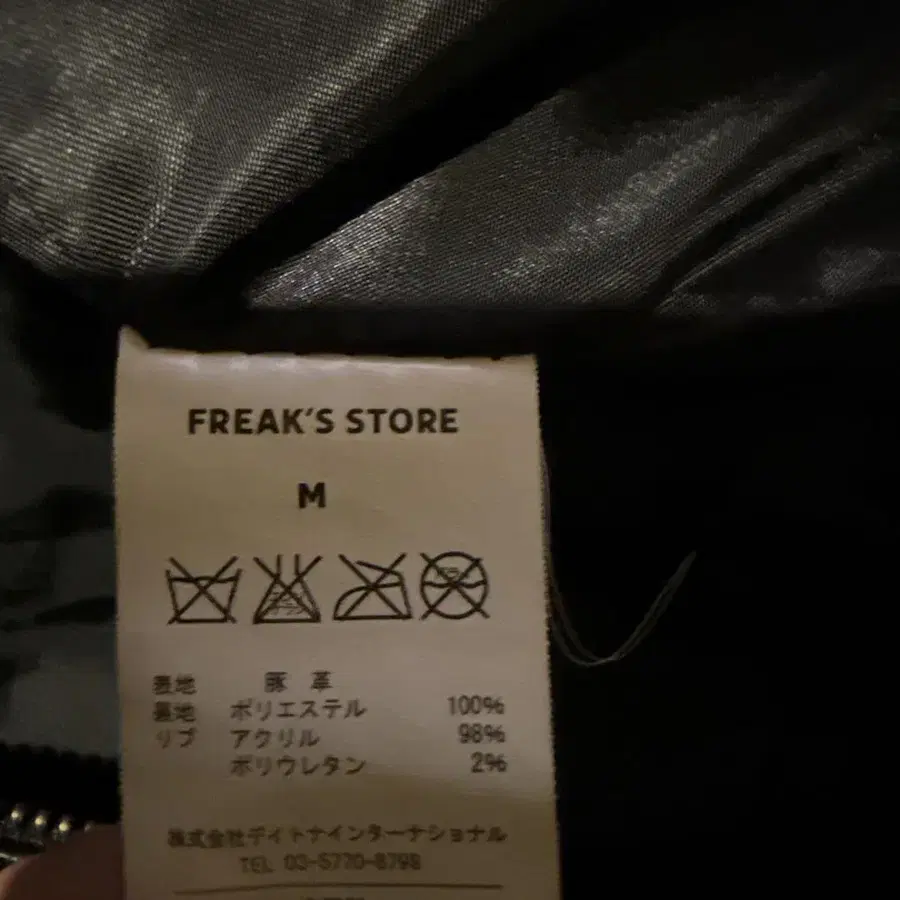 FREAK'S STORE
M
表地 豚革
裏地 ポリエステル 100%
リブ アクリル 98%
ポリウレタン 2%
株式会社デイトナインターナショナル
TEL 03-5770-8798